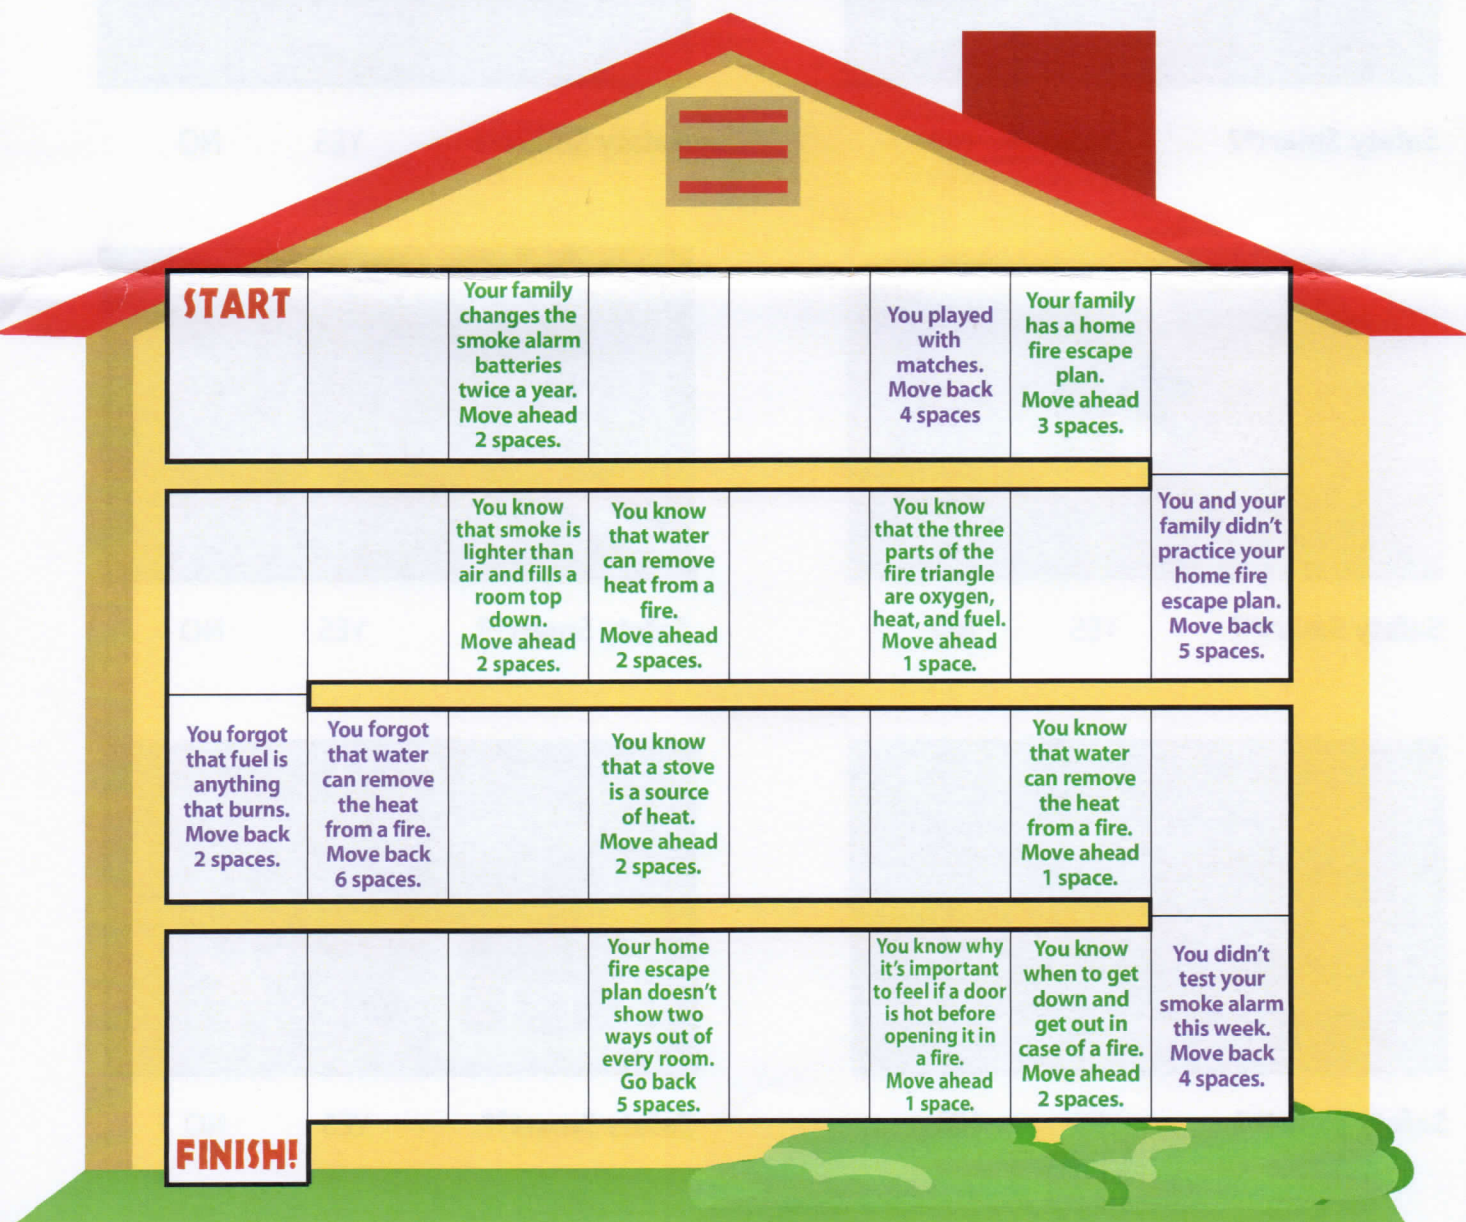 START
Your family
changes the
smoke alarm
batteries
twice a year.
Move ahead
2 spaces.
You played
with
matches.
Move back
4 spaces
Your family
has a home
fire escape
plan.
Move ahead
3 spaces.
You know
that smoke is
lighter than
air and fills a
room top
down.
Move ahead
2 spaces.
You know
that water
can remove
heat from a
fire.
Move ahead
2 spaces.
You know
that the three
parts of the
fire triangle
are oxygen,
heat, and fuel.
Move ahead
1 space.
You and your
family didn't
practice your
home fire
escape plan.
Move back
5 spaces.
You forgot
that fuel is
anything
that burns.
Move back
2 spaces.
You forgot
that water
can remove
the heat
from a fire.
Move back
6 spaces.
You know
that a stove
is a source
of heat.
Move ahead
2 spaces.
You know
that water
can remove
the heat
from a fire.
Move ahead
1 space.
Your home
fire escape
plan doesn't
show two
ways out of
every room.
Go back
5 spaces.
You know why
it's important
to feel if a door
is hot before
opening it in
a fire.
Move ahead
1 space.
You know
when to get
down and
get out in
case of a fire.
Move ahead
2 spaces.
You didn't
test your
smoke alarm
this week.
Move back
4 spaces.
FINISH!